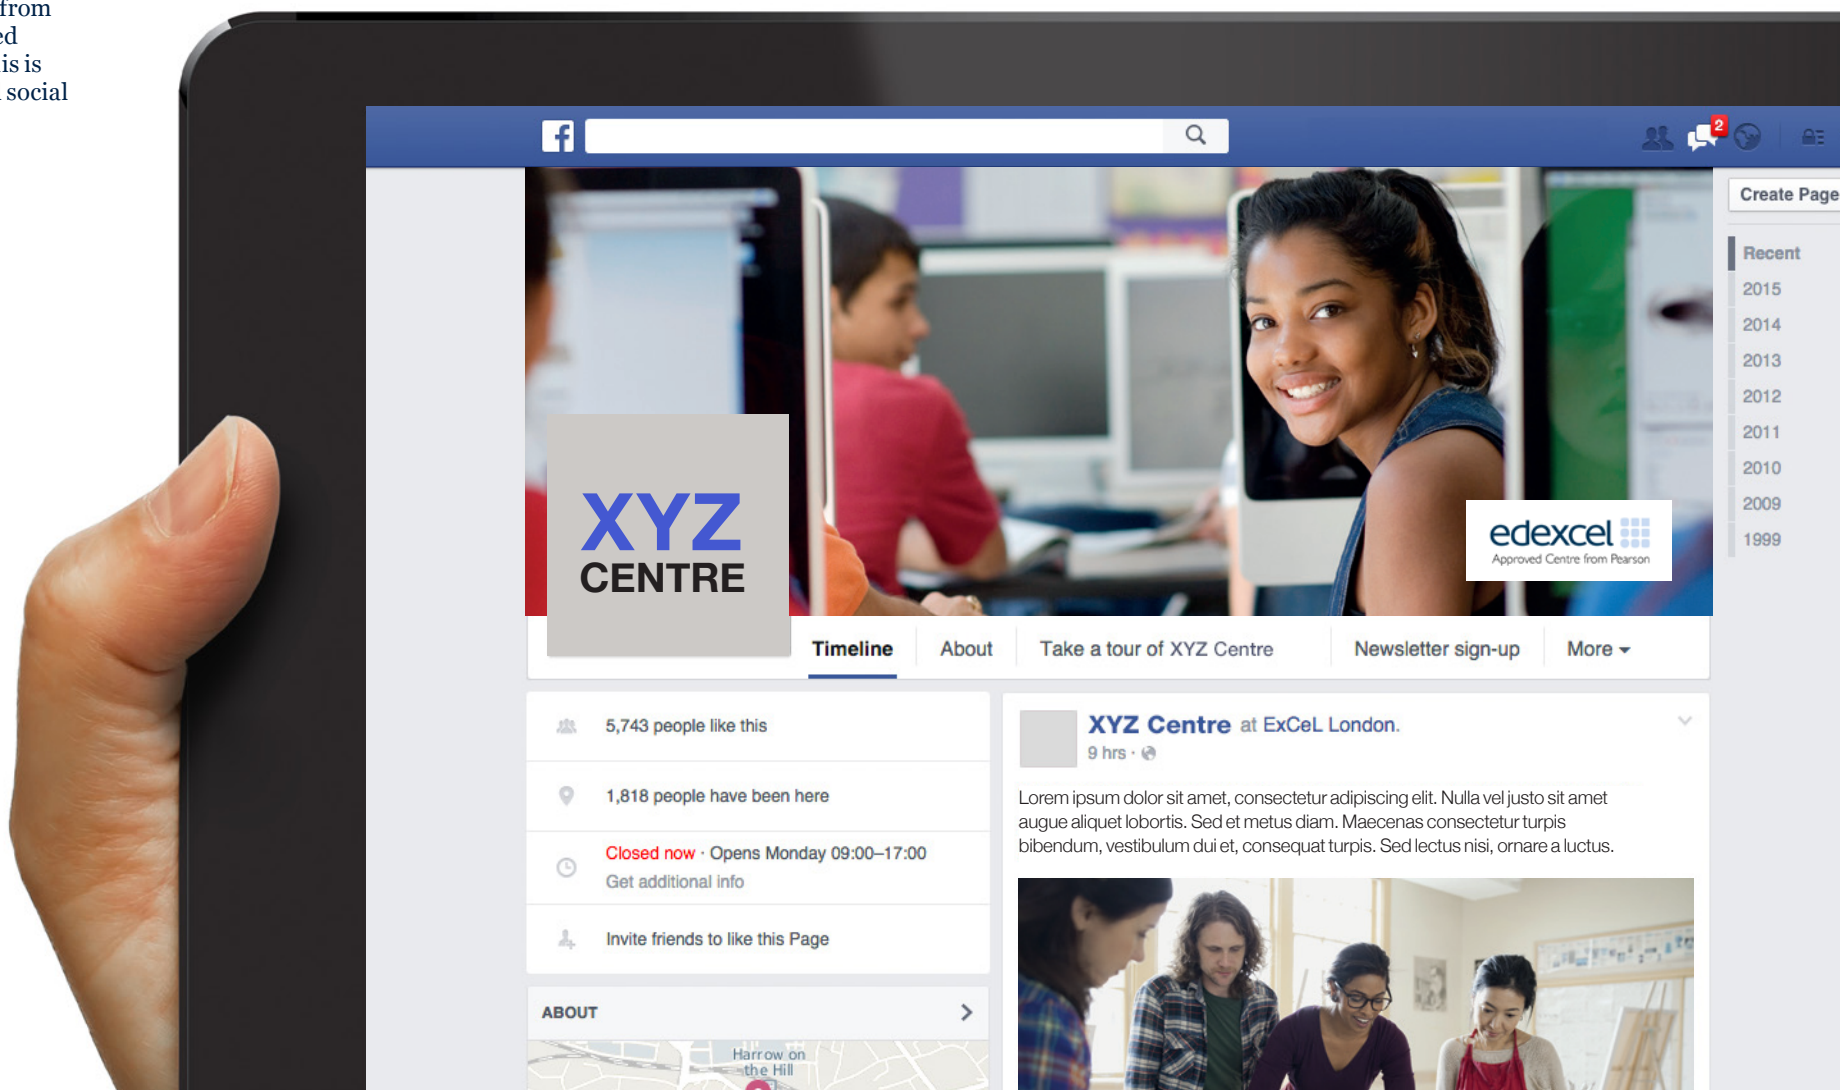 from
ed
is is
social
f
2
Create Page
Recent
2015
2014
2013
2012
2011
2010
2009
1999
XYZ
CENTRE
edexcel
Approved Centre from Pearson
Timeline
About
Take a tour of XYZ Centre
Newsletter sign-up
More
5,743 people like this
1,818 people have been here
Closed now · Opens Monday 09:00–17:00
Get additional info
Invite friends to like this Page
ABOUT
Harrow on
the Hill
XYZ Centre at ExCeL London.
9 hrs ·
Lorem ipsum dolor sit amet, consectetur adipiscing elit. Nulla vel justo sit amet
augue aliquet lobortis. Sed et metus diam. Maecenas consectetur turpis
bibendum, vestibulum dui et, consequat turpis. Sed lectus nisi, ornare a luctus.